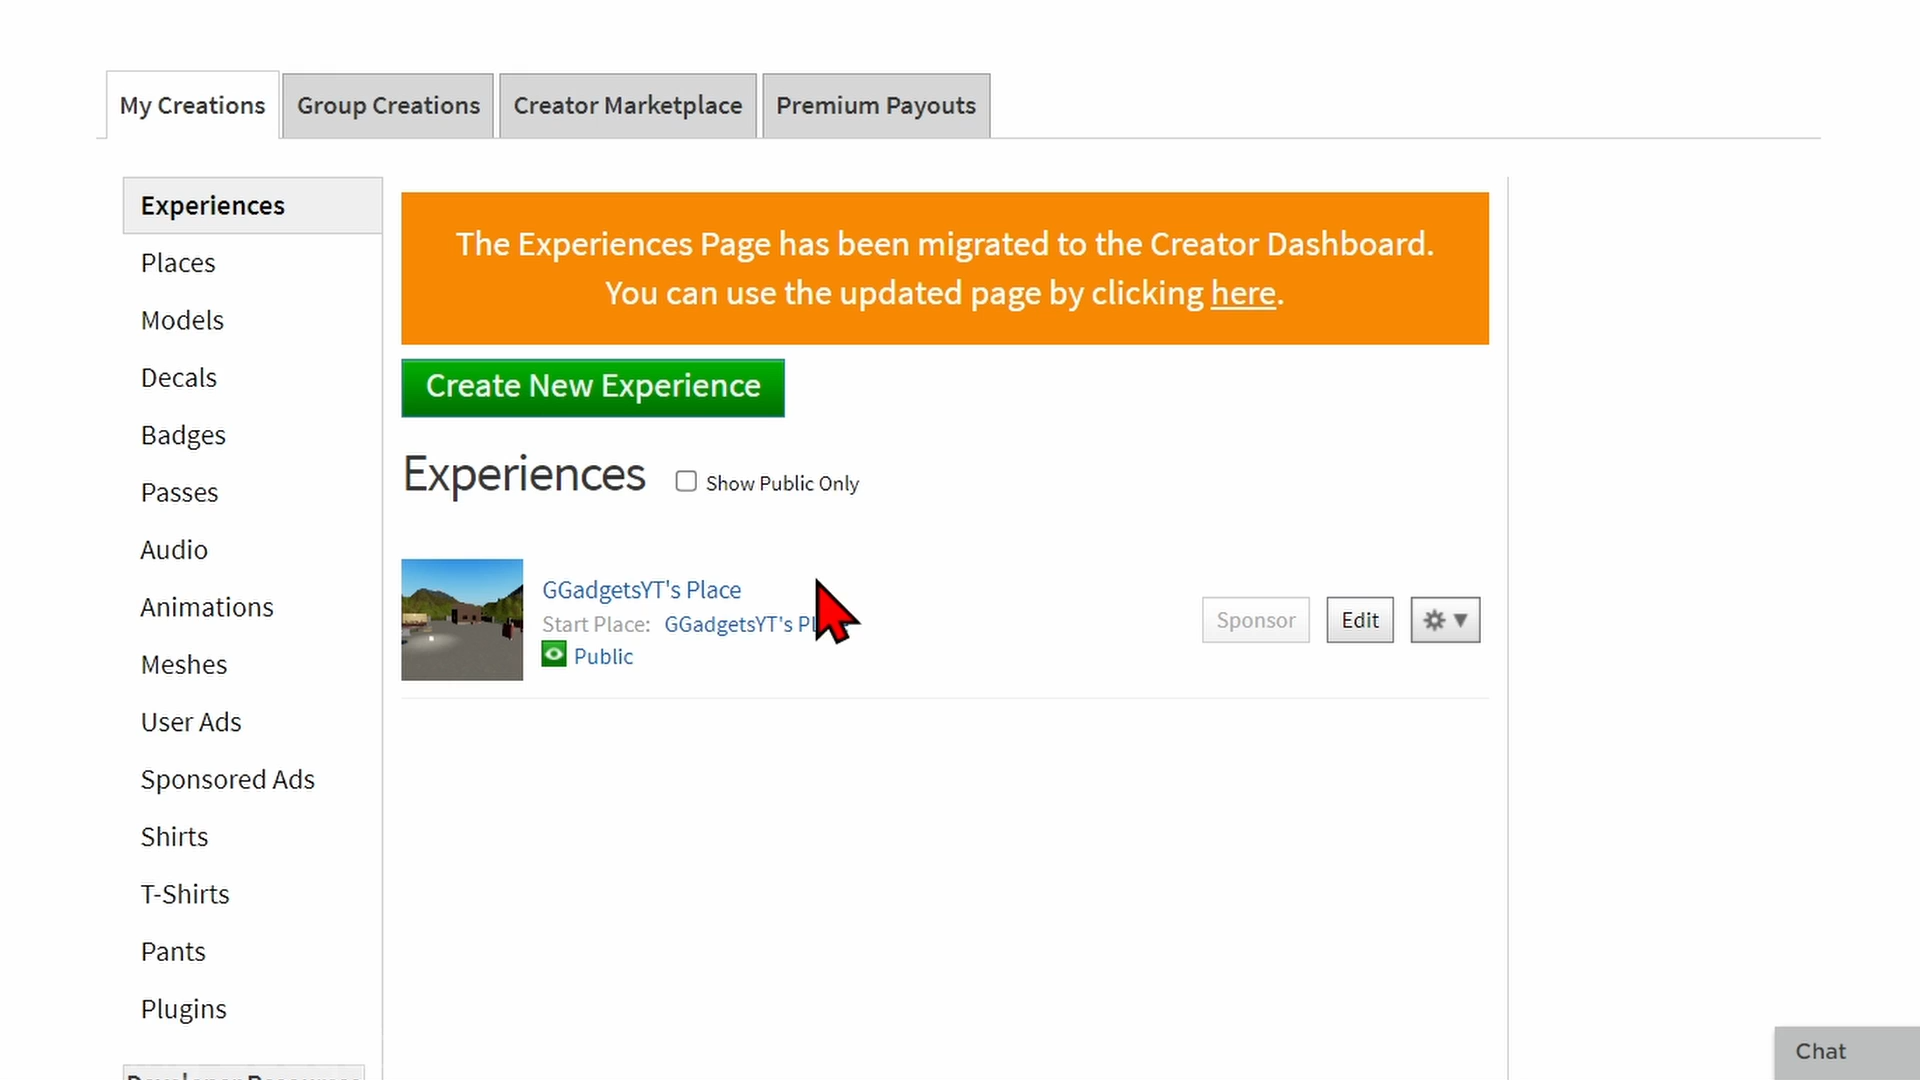 My Creations
Group Creations
Creator Marketplace
Premium Payouts
Experiences
Places
Models
Decals
Badges
Passes
Audio
Animations
Meshes
User Ads
Sponsored Ads
Shirts
T-Shirts
Pants
Plugins
The Experiences Page has been migrated to the Creator Dashboard.
You can use the updated page by clicking here.
Create New Experience
Experiences
Show Public Only
GGadgetsYT's Place
Start Place: GGadgetsYT's
Public
Sponsor
Edit
Chat